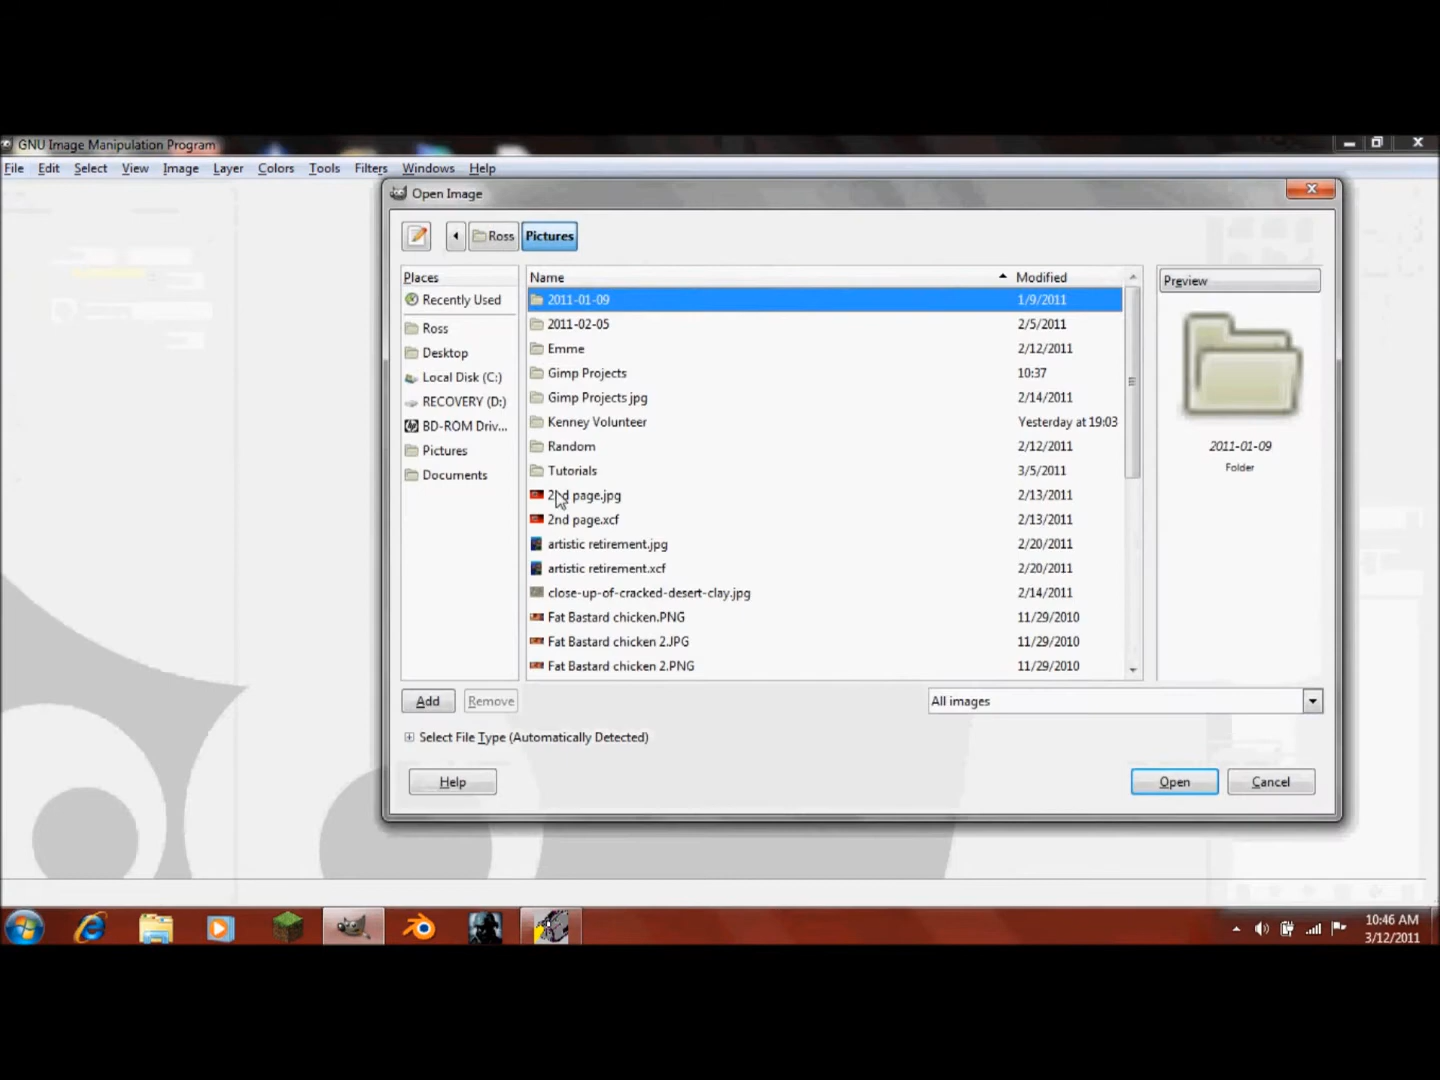 GNU Image Manipulation Program
File Edit Select View Image Layer Colors Tools Filters Windows Help
Open Image
Ross Pictures
Places Name Modified Preview
Recently Used
Ross
Desktop
Local Disk (C:)
RECOVERY (D:)
BD-ROM Driv...
Pictures
Documents
2011-01-09 1/9/2011
2011-02-05 2/5/2011
Emme 2/12/2011
Gimp Projects 10:37
Gimp Projects jpg 2/14/2011
Kenney Volunteer Yesterday at 19:03
Random 2/12/2011
Tutorials 3/5/2011
2nd page.jpg 2/13/2011
2nd page.xcf 2/13/2011
artistic retirement.jpg 2/20/2011
artistic retirement.xcf 2/20/2011
close-up-of-cracked-desert-clay.jpg 2/14/2011
Fat Bastard chicken.PNG 11/29/2010
Fat Bastard chicken 2.JPG 11/29/2010
Fat Bastard chicken 2.PNG 11/29/2010
2011-01-09
Folder
Add Remove All images
Select File Type (Automatically Detected)
Help Open Cancel
10:46 AM
3/12/2011